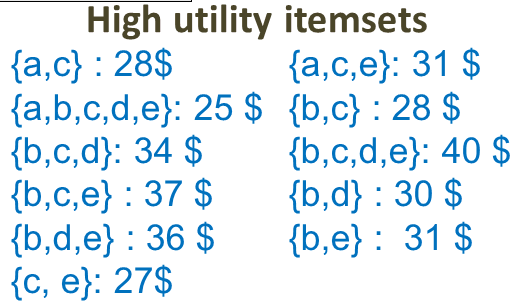 High utility itemsets
{a,c} : 28$ {a,c,e}: 31 $
{a,b,c,d,e}: 25 $ {b,c} : 28 $
{b,c,d}: 34 $ {b,c,d,e}: 40 $
{b,c,e} : 37 $ {b,d} : 30 $
{b,d,e} : 36 $ {b,e} : 31 $
{c, e}: 27$